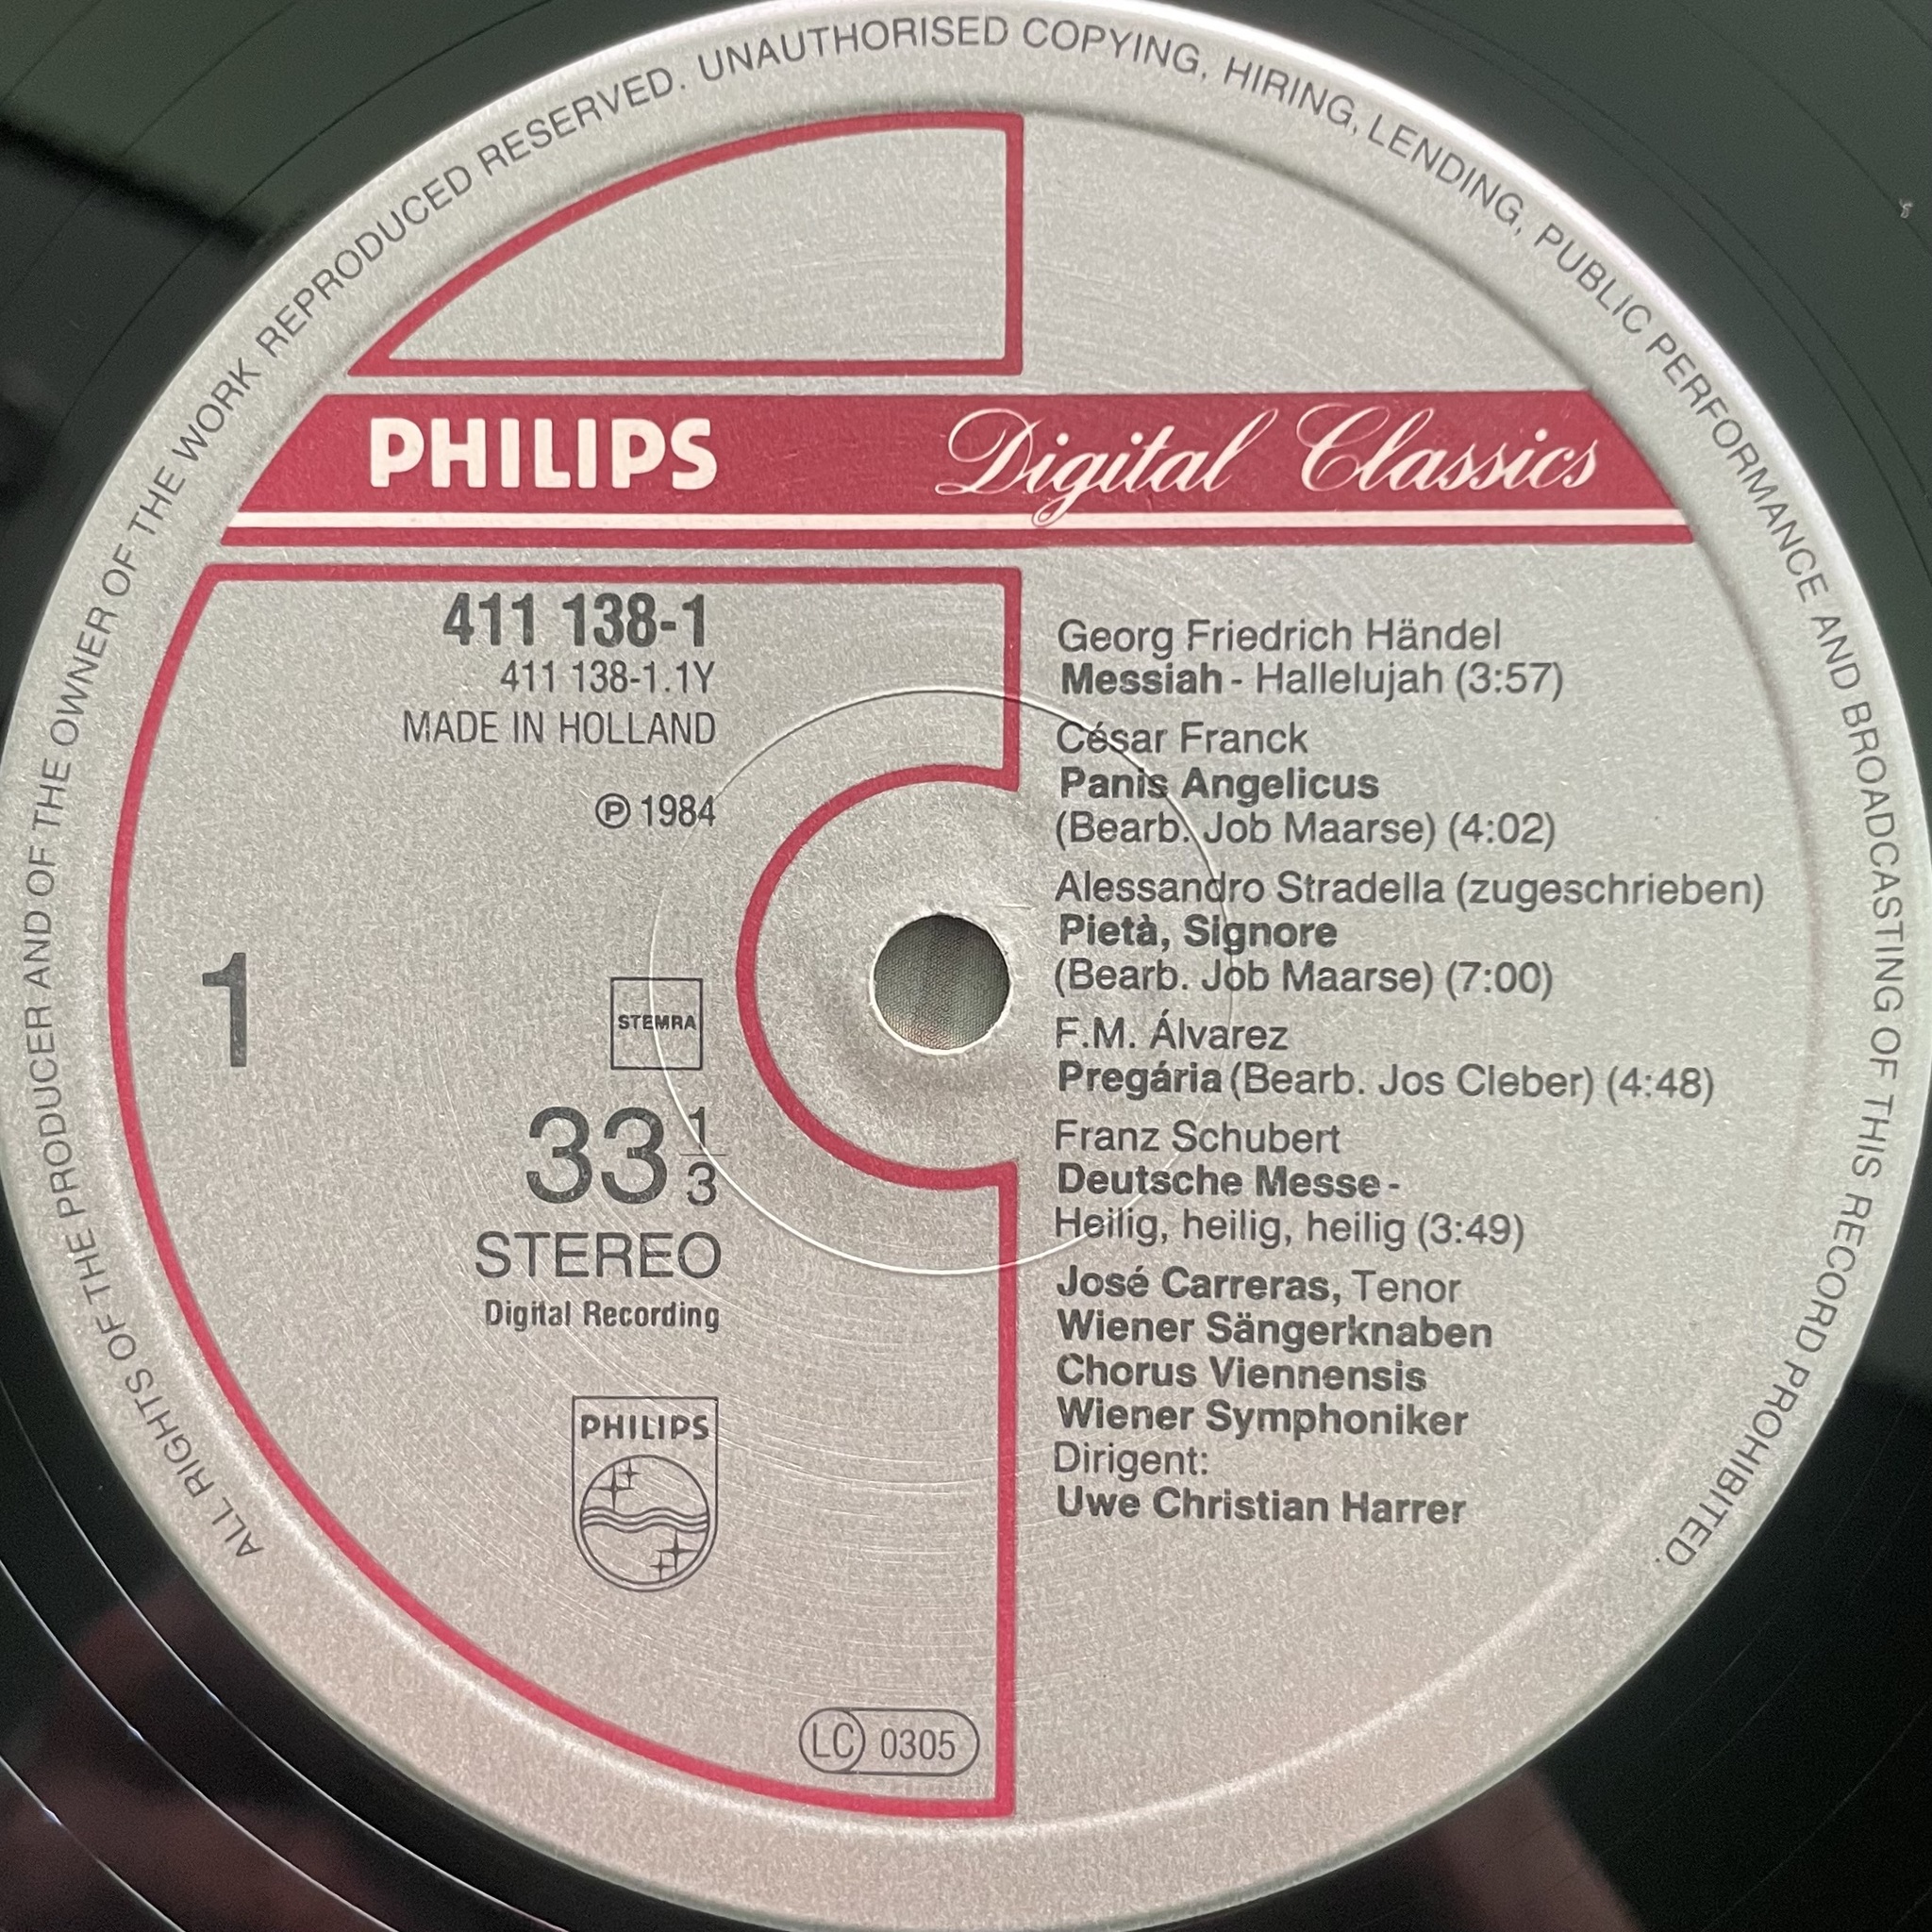 ALL RIGHTS OF THE PRODUCER AND OF THE OWNER OF THE WORK REPRODUCED RESERVED. UNAUTHORISED COPYING, HIRING, LENDING, PUBLIC PERFORMANCE AND BROADCASTING OF THIS RECORD PROHIBITED.
PHILIPS Digital Classics
411 138-1
411 138-1.1Y
MADE IN HOLLAND
℗ 1984
1
STEMRA
33 1/3
STEREO
Digital Recording
PHILIPS
LC 0305
Georg Friedrich Händel
Messiah - Hallelujah (3:57)
César Franck
Panis Angelicus
(Bearb. Job Maarse) (4:02)
Alessandro Stradella (zugeschrieben)
Pietà, Signore
(Bearb. Job Maarse) (7:00)
F.M. Álvarez
Pregária (Bearb. Jos Cleber) (4:48)
Franz Schubert
Deutsche Messe -
Heilig, heilig, heilig (3:49)
José Carreras, Tenor
Wiener Sängerknaben
Chorus Viennensis
Wiener Symphoniker
Dirigent:
Uwe Christian Harrer